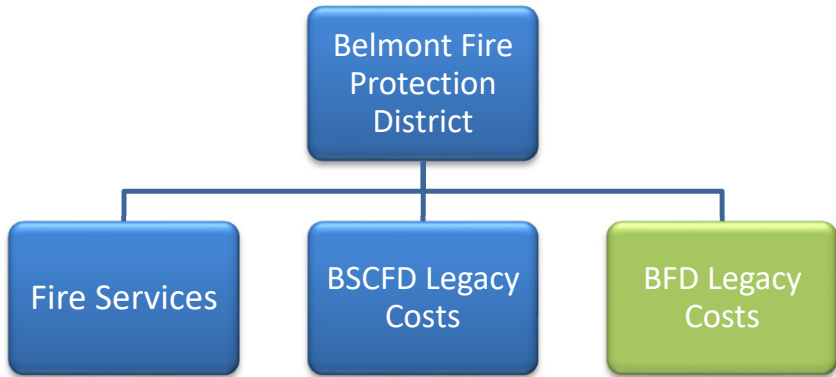 Belmont Fire
Protection
District
Fire Services
BSCFD Legacy
Costs
BFD Legacy
Costs